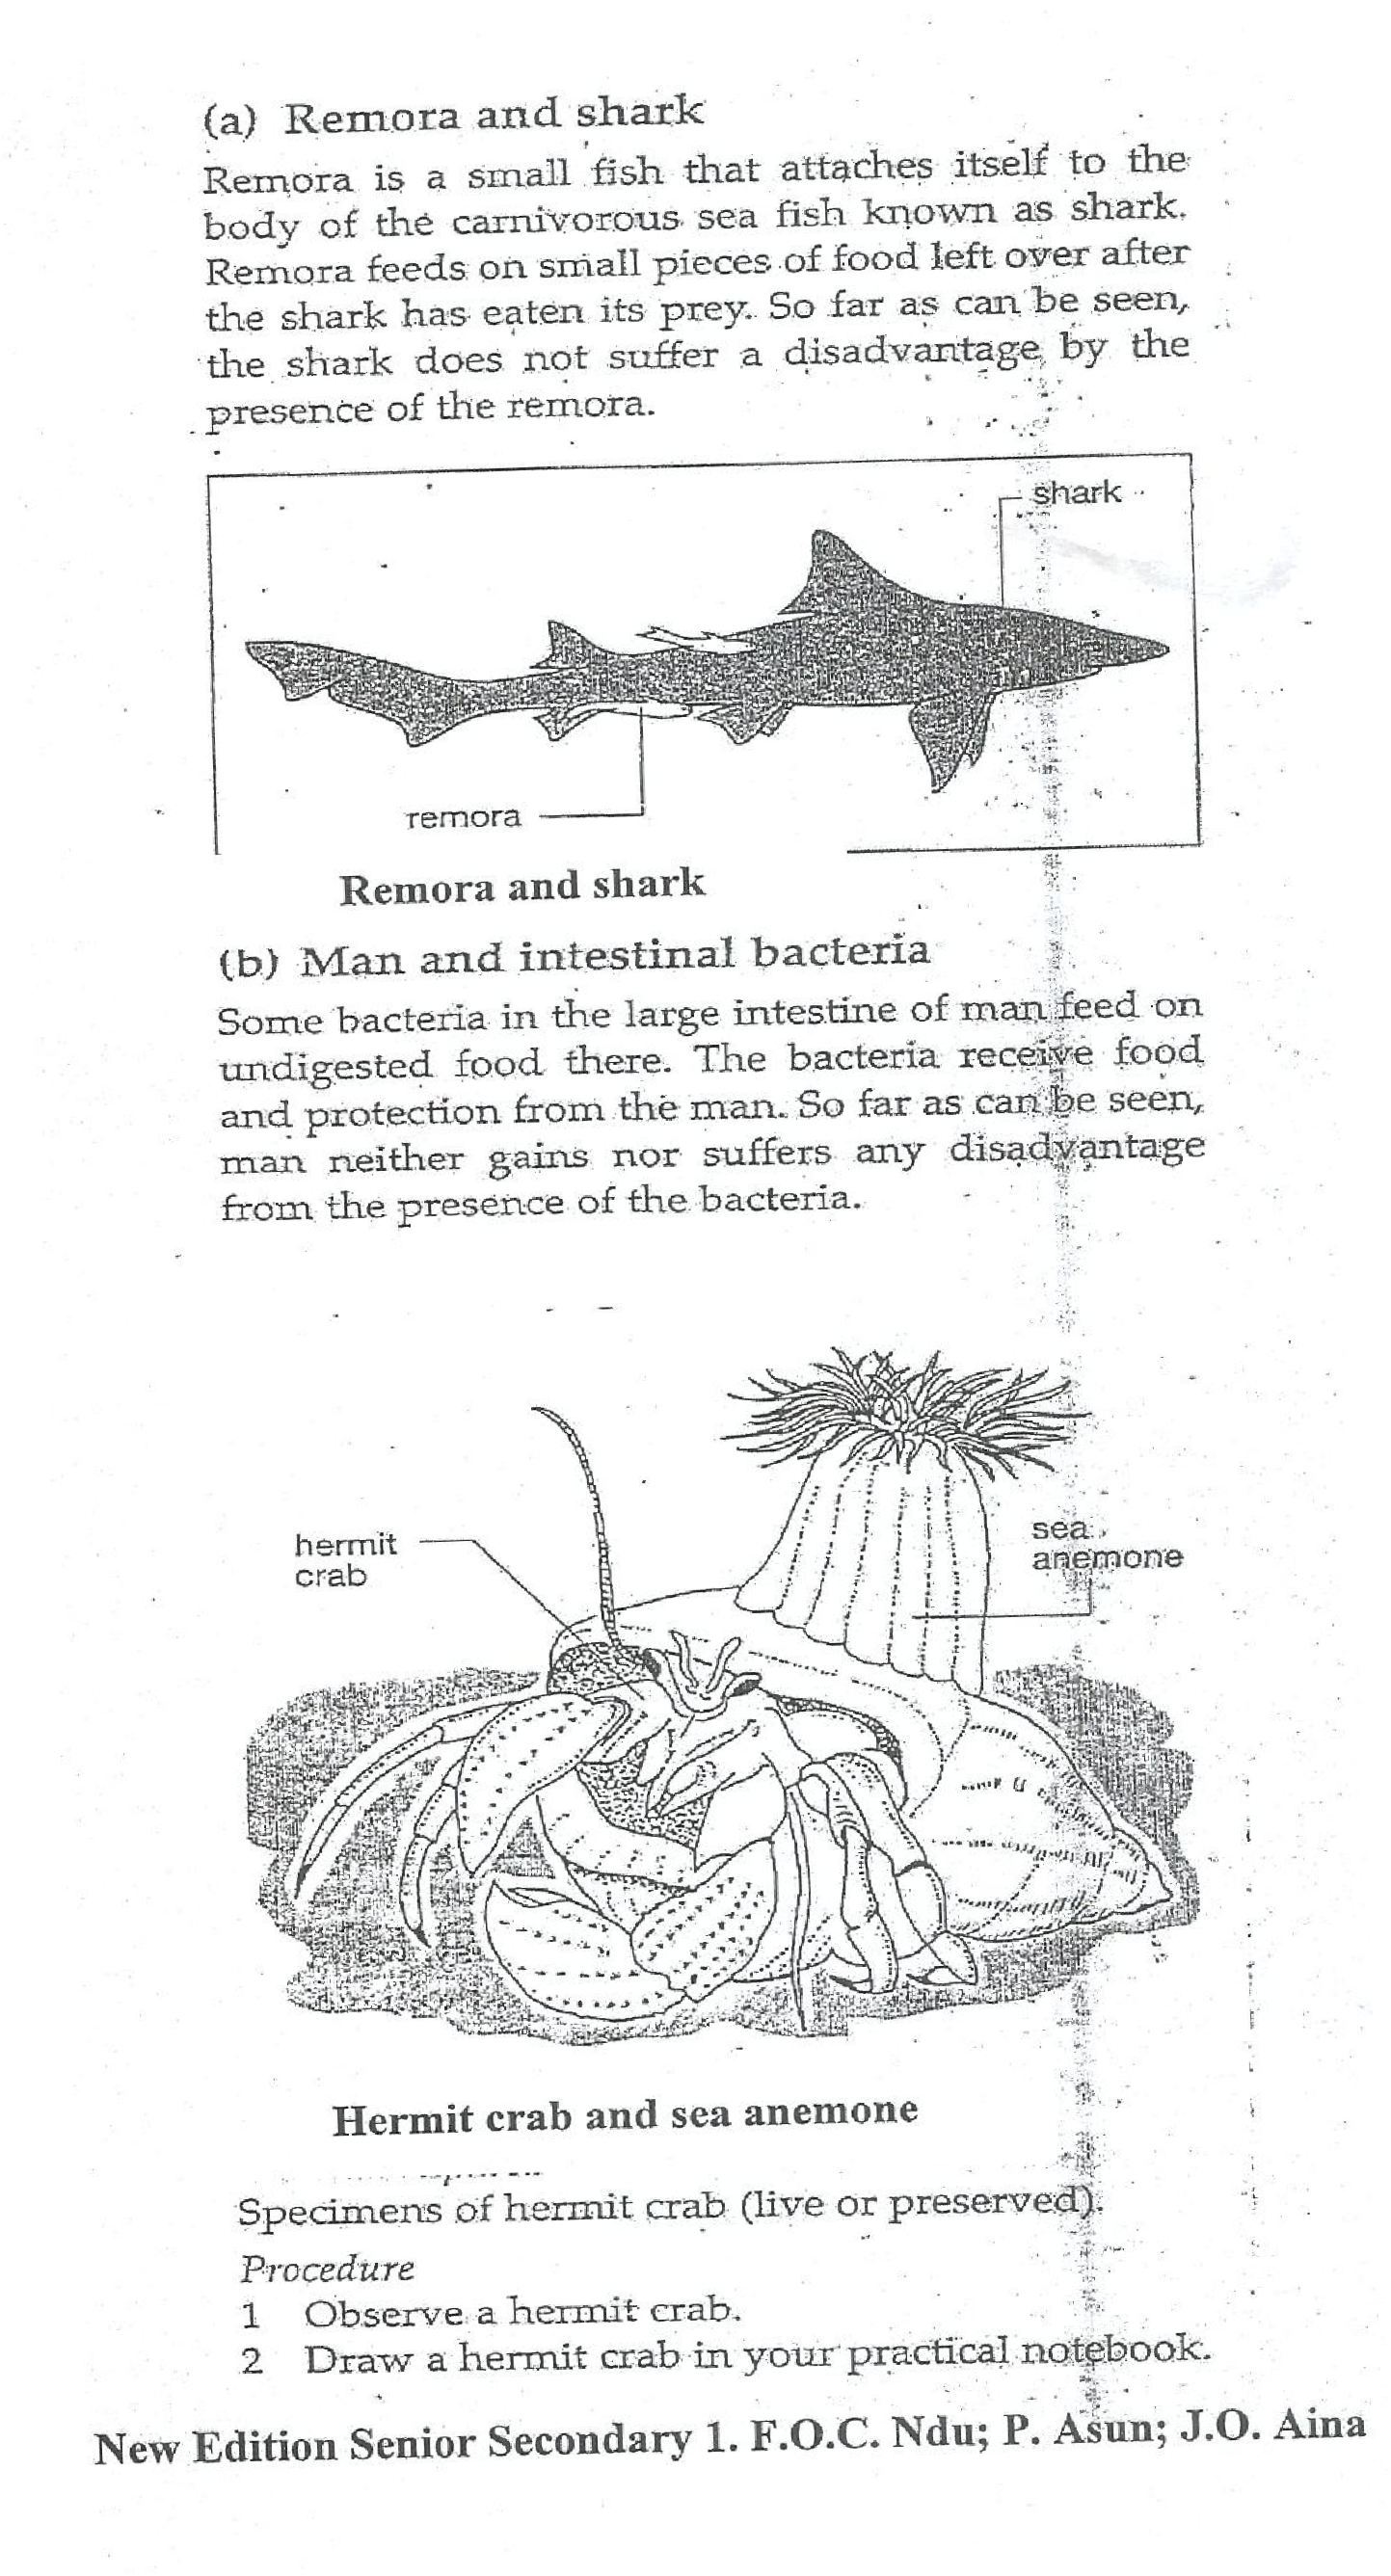 (a) Remora and shark
Remora is a small fish that attaches itself to the
body of the carnivorous sea fish known as shark.
Remora feeds on small pieces of food left over after
the shark has eaten its prey. So far as can be seen,
the shark does not suffer a disadvantage by the
presence of the remora.
shark
remora
Remora and shark
(b) Man and intestinal bacteria
Some bacteria in the large intestine of man feed on
undigested food there. The bacteria receive food
and protection from the man. So far as can be seen,
man neither gains nor suffers any disadvantage
from the presence of the bacteria.
hermit
crab
sea
anemone
Hermit crab and sea anemone
Specimens of hermit crab (live or preserved).
Procedure
1 Observe a hermit crab.
2 Draw a hermit crab in your practical notebook.
New Edition Senior Secondary 1. F.O.C. Ndu; P. Asun; J.O. Aina